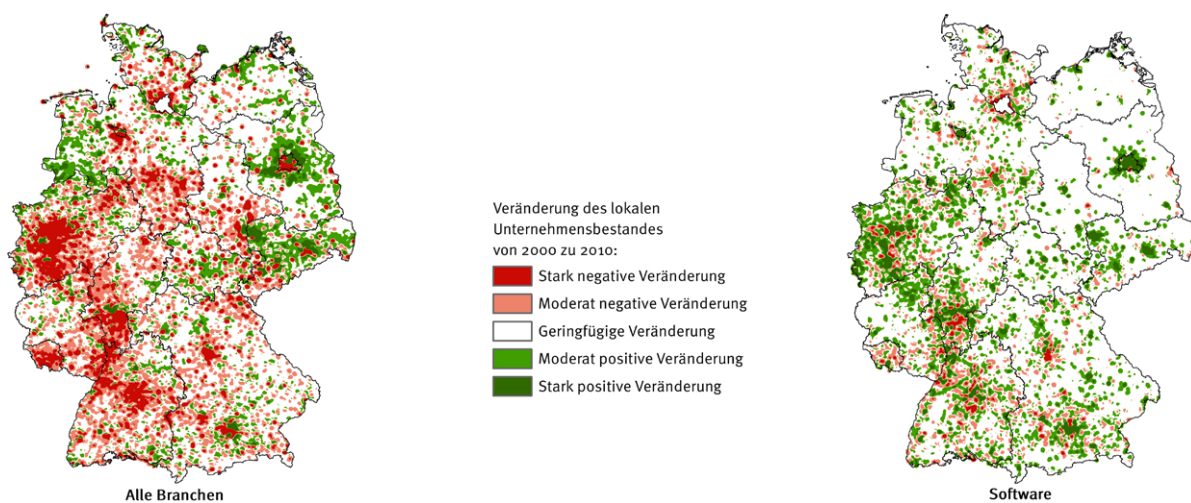 Veränderung des lokalen
Unternehmensbestandes
von 2000 zu 2010:
Stark negative Veränderung
Moderat negative Veränderung
Geringfügige Veränderung
Moderat positive Veränderung
Stark positive Veränderung
Alle Branchen
Software